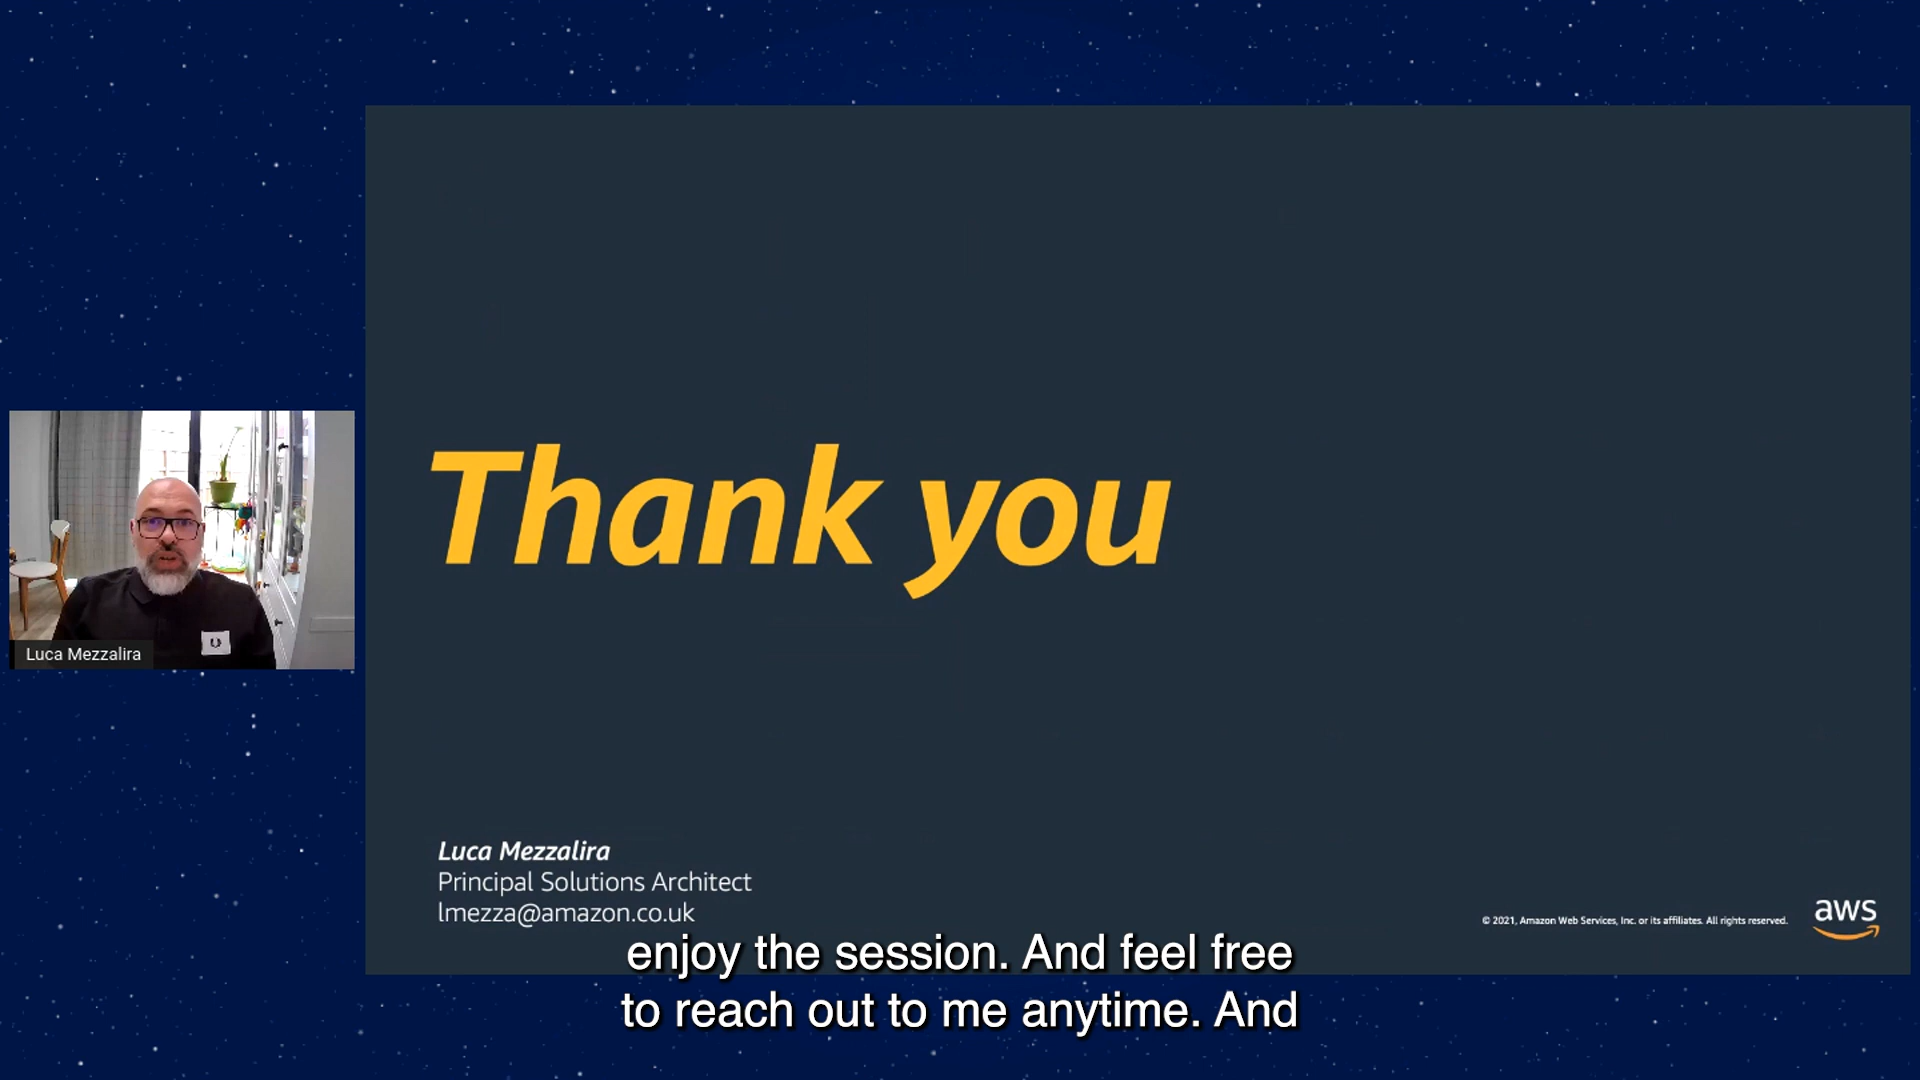 Thank you
Luca Mezzalira
Luca Mezzalira
Principal Solutions Architect
lmezza@amazon.co.uk
© 2021, Amazon Web Services, Inc. or its affiliates. All rights reserved.
aws
enjoy the session. And feel free
to reach out to me anytime. And